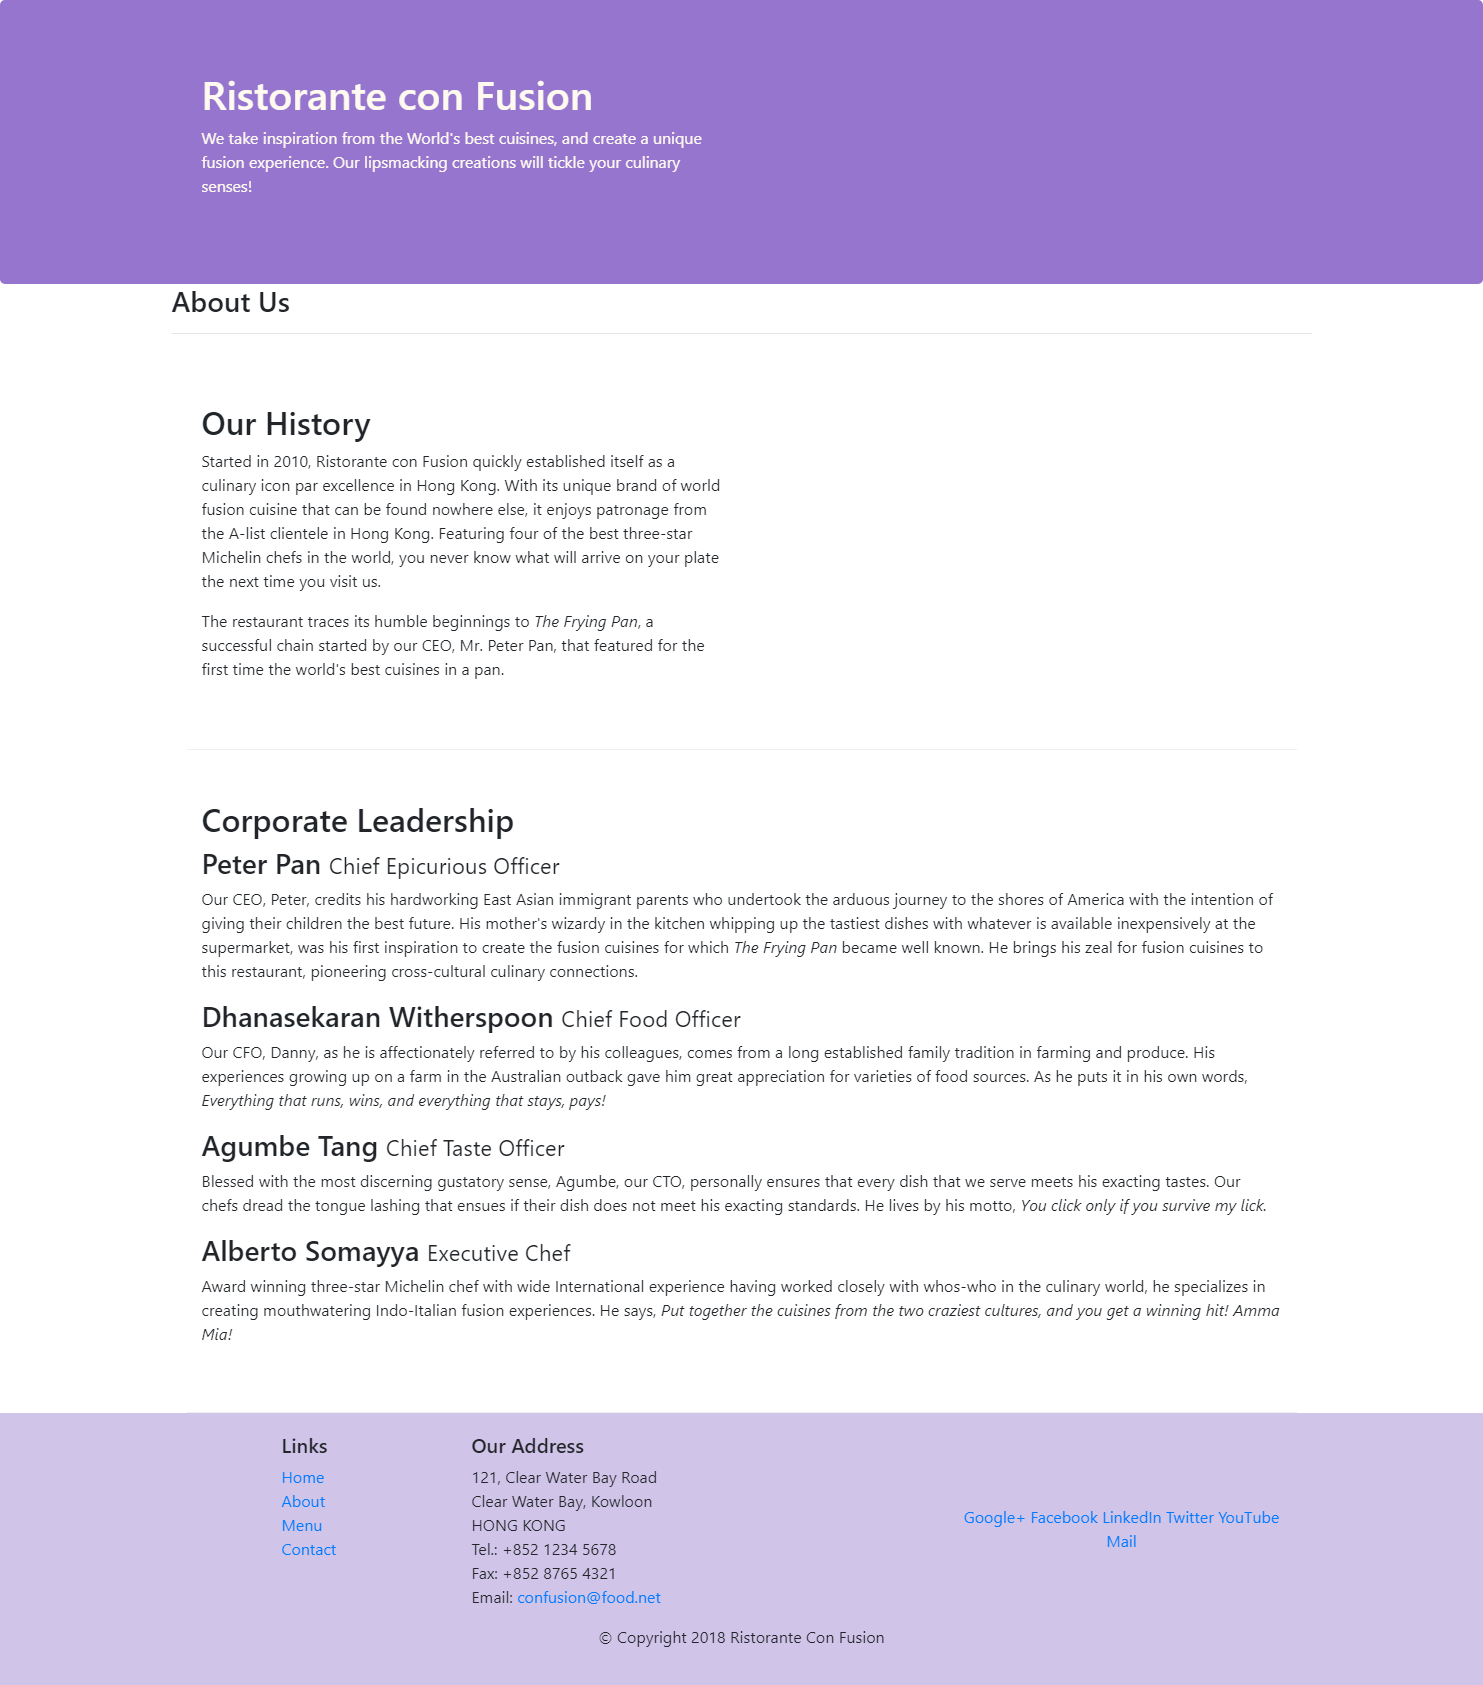 Ristorante con Fusion
We take inspiration from the World's best cuisines, and create a unique
fusion experience. Our lipsmacking creations will tickle your culinary
senses!
About Us
Our History
Started in 2010, Ristorante con Fusion quickly established itself as a
culinary icon par excellence in Hong Kong. With its unique brand of world
fusion cuisine that can be found nowhere else, it enjoys patronage from
the A-list clientele in Hong Kong. Featuring four of the best three-star
Michelin chefs in the world, you never know what will arrive on your plate
the next time you visit us.
The restaurant traces its humble beginnings to The Frying Pan, a
successful chain started by our CEO, Mr. Peter Pan, that featured for the
first time the world's best cuisines in a pan.
Corporate Leadership
Peter Pan Chief Epicurious Officer
Our CEO, Peter, credits his hardworking East Asian immigrant parents who undertook the arduous journey to the shores of America with the intention of
giving their children the best future. His mother's wizardy in the kitchen whipping up the tastiest dishes with whatever is available inexpensively at the
supermarket, was his first inspiration to create the fusion cuisines for which The Frying Pan became well known. He brings his zeal for fusion cuisines to
this restaurant, pioneering cross-cultural culinary connections.
Dhanasekaran Witherspoon Chief Food Officer
Our CFO, Danny, as he is affectionately referred to by his colleagues, comes from a long established family tradition in farming and produce. His
experiences growing up on a farm in the Australian outback gave him great appreciation for varieties of food sources. As he puts it in his own words,
Everything that runs, wins, and everything that stays, pays!
Agumbe Tang Chief Taste Officer
Blessed with the most discerning gustatory sense, Agumbe, our CTO, personally ensures that every dish that we serve meets his exacting tastes. Our
chefs dread the tongue lashing that ensues if their dish does not meet his exacting standards. He lives by his motto, You click only if you survive my lick.
Alberto Somayya Executive Chef
Award winning three-star Michelin chef with wide International experience having worked closely with whos-who in the culinary world, he specializes in
creating mouthwatering Indo-Italian fusion experiences. He says, Put together the cuisines from the two craziest cultures, and you get a winning hit! Amma
Mia!
Links
Home
About
Menu
Contact
Our Address
121, Clear Water Bay Road
Clear Water Bay, Kowloon
HONG KONG
Tel.: +852 1234 5678
Fax: +852 8765 4321
Email: confusion@food.net
Google+ Facebook LinkedIn Twitter YouTube
Mail
© Copyright 2018 Ristorante Con Fusion